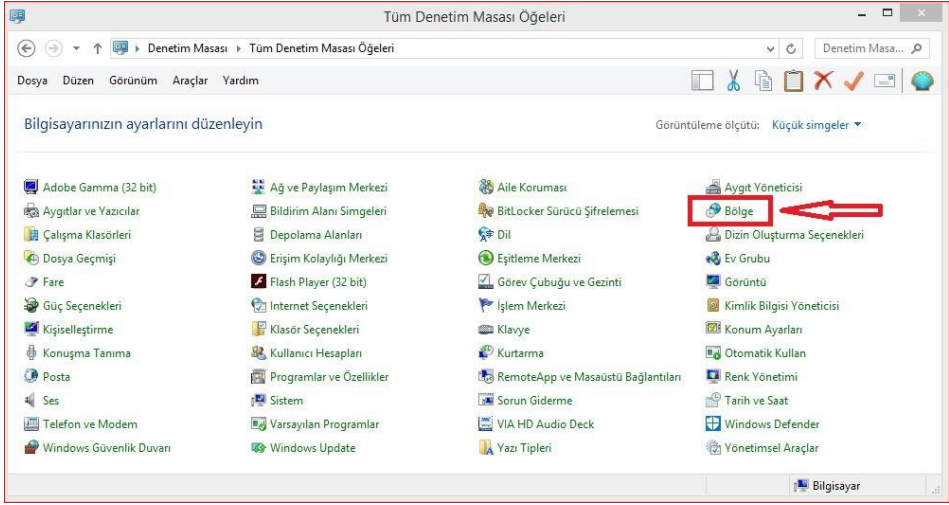 Tüm Denetim Masası Öğeleri
Denetim Masası Tüm Denetim Masası Öğeleri Denetim Masa...
Dosya Düzen Görünüm Araçlar Yardım
Bilgisayarınızın ayarlarını düzenleyin
Görüntüleme ölçütü: Küçük simgeler
Adobe Gamma (32 bit) Ağ ve Paylaşım Merkezi Aile Koruması Aygıt Yöneticisi
Aygıtlar ve Yazıcılar Bildirim Alanı Simgeleri BitLocker Sürücü Şifrelemesi Bölge
Çalışma Klasörleri Depolama Alanları Dil Dizin Oluşturma Seçenekleri
Dosya Geçmişi Erişim Kolaylığı Merkezi Eşitleme Merkezi Ev Grubu
Fare Flash Player (32 bit) Görev Çubuğu ve Gezinti Görüntü
Güç Seçenekleri İnternet Seçenekleri İşlem Merkezi Kimlik Bilgisi Yöneticisi
Kişiselleştirme Klasör Seçenekleri Klavye Konum Ayarları
Konuşma Tanıma Kullanıcı Hesapları Kurtarma Otomatik Kullan
Posta Programlar ve Özellikler RemoteApp ve Masaüstü Bağlantıları Renk Yönetimi
Ses Sistem Sorun Giderme Tarih ve Saat
Telefon ve Modem Varsayılan Programlar VIA HD Audio Deck Windows Defender
Windows Güvenlik Duvarı Windows Update Yazı Tipleri Yönetimsel Araçlar
Bilgisayar